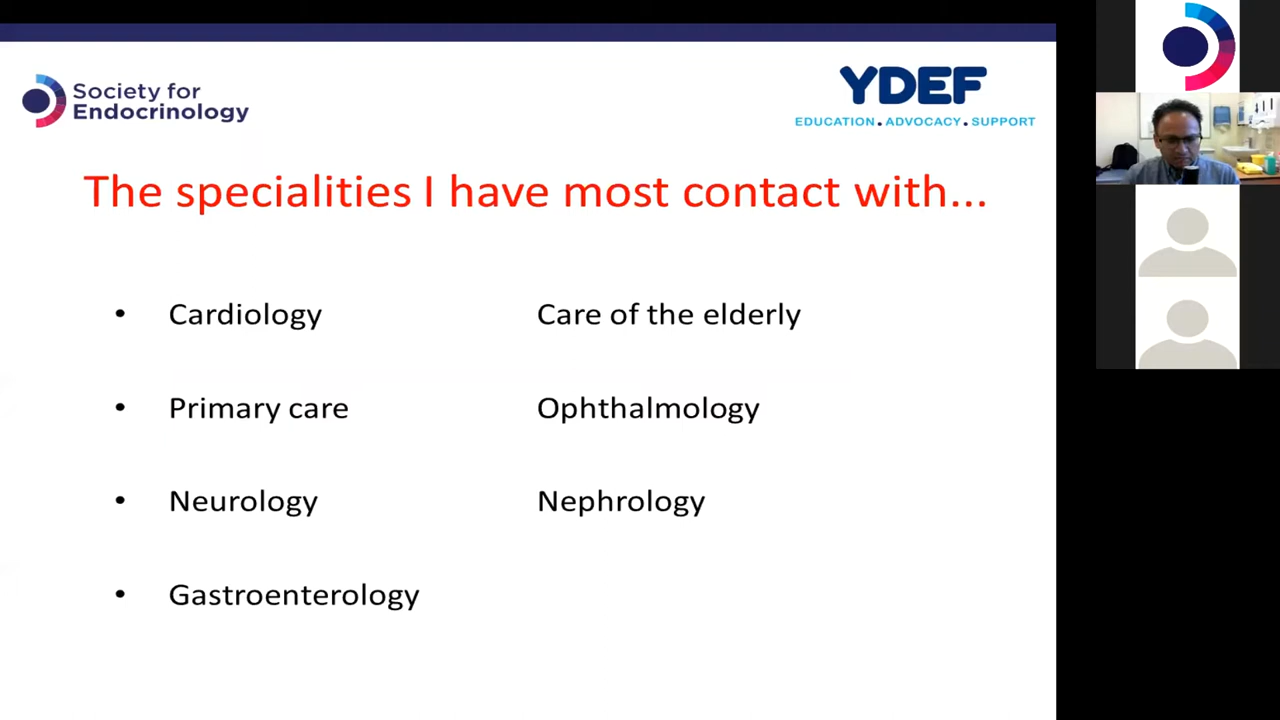 Society for
Endocrinology
YDEF
EDUCATION.ADVOCACY.SUPPORT
The specialities I have most contact with...
• Cardiology Care of the elderly
• Primary care Ophthalmology
• Neurology Nephrology
• Gastroenterology